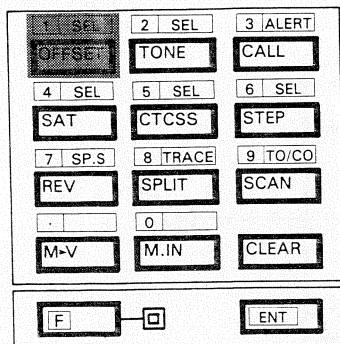 1 SEL 2 SEL 3 ALERT
OFFSET TONE CALL
4 SEL 5 SEL 6 SEL
SAT CTCSS STEP
7 SP.S 8 TRACE 9 TO/CO
REV SPLIT SCAN
. 0
M►V M.IN CLEAR
F ENT